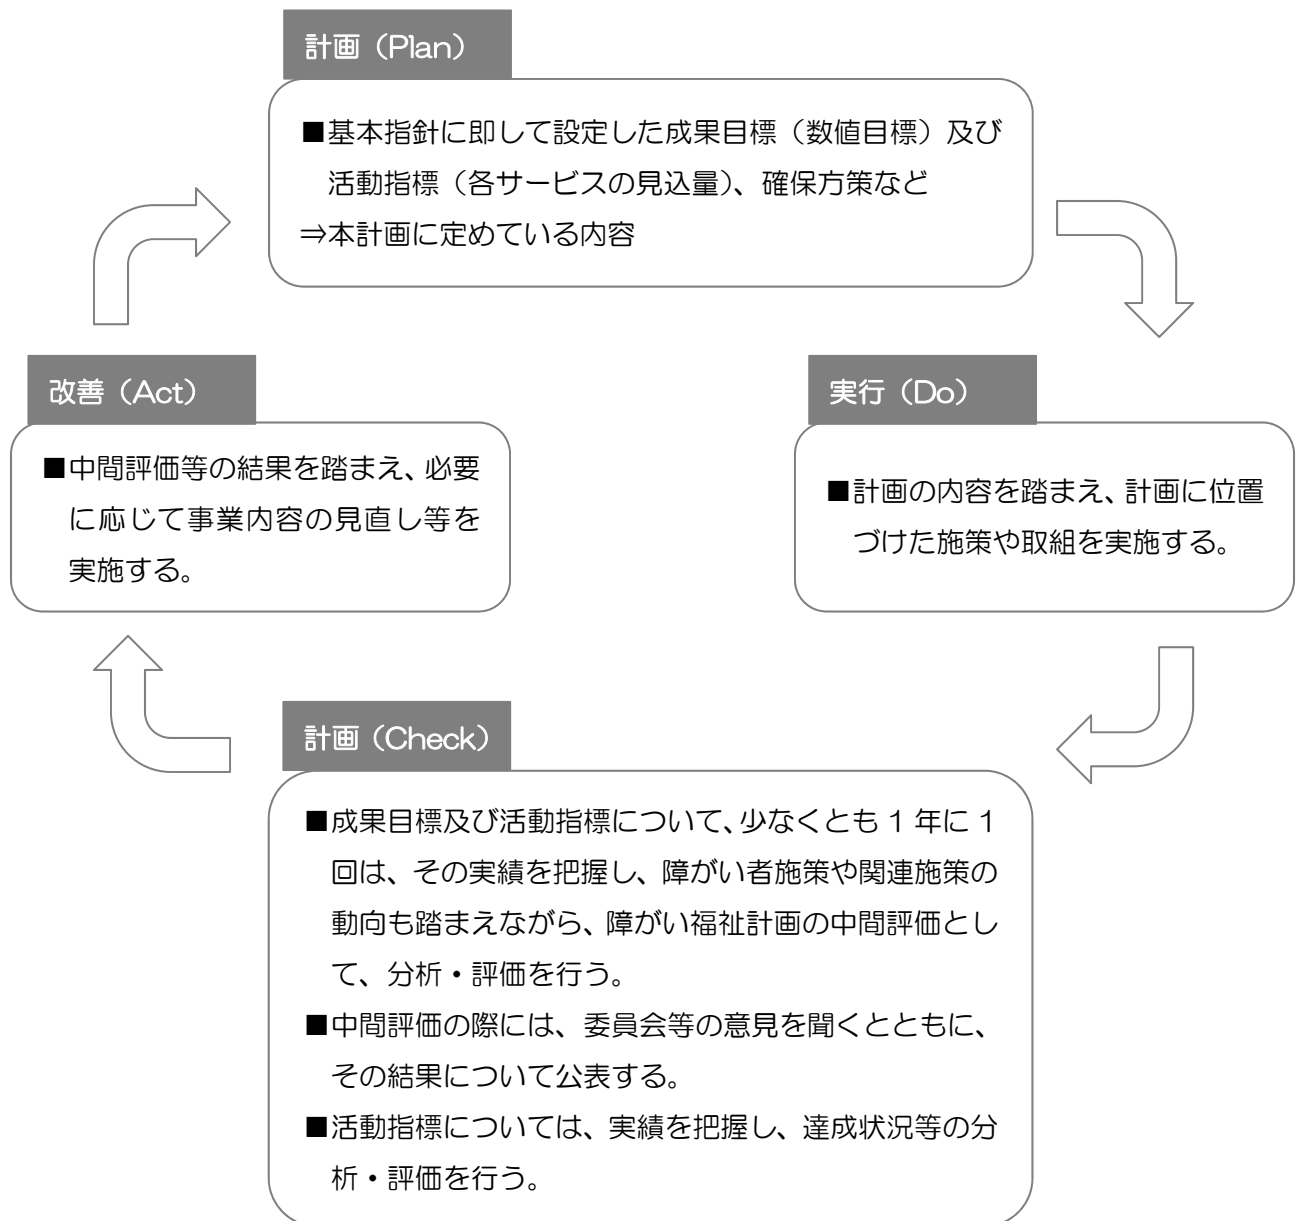 計画（Plan）
■基本指針に即して設定した成果目標（数値目標）及び
活動指標（各サービスの見込量）、確保方策など
⇒本計画に定めている内容
改善（Act）
■中間評価等の結果を踏まえ、必要
に応じて事業内容の見直し等を
実施する。
実行（Do）
■計画の内容を踏まえ、計画に位置
づけた施策や取組を実施する。
計画（Check）
■成果目標及び活動指標について、少なくとも 1 年に 1
回は、その実績を把握し、障がい者施策や関連施策の
動向も踏まえながら、障がい福祉計画の中間評価とし
て、分析・評価を行う。
■中間評価の際には、委員会等の意見を聞くとともに、
その結果について公表する。
■活動指標については、実績を把握し、達成状況等の分
析・評価を行う。